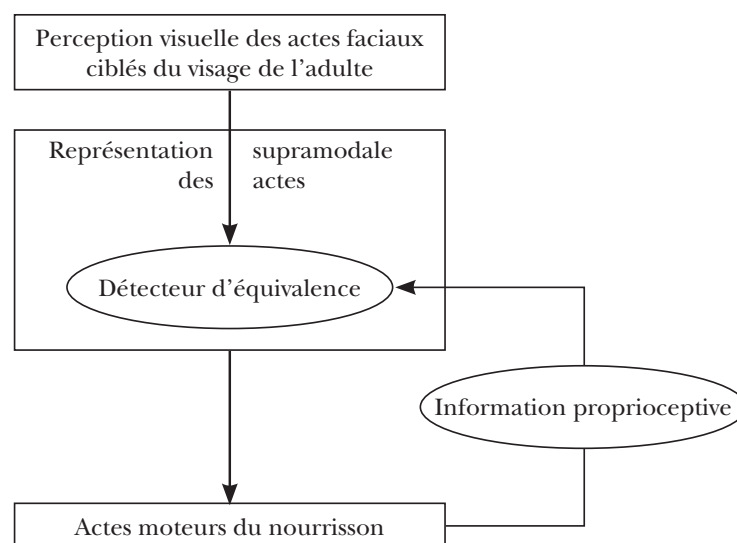 Perception visuelle des actes faciaux
ciblés du visage de l’adulte
Représentation supramodale
des actes
Détecteur d’équivalence
Information proprioceptive
Actes moteurs du nourrisson